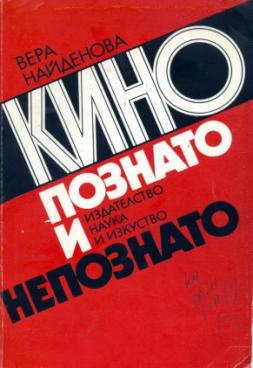 ВЕРА
НАЙДЕНОВА
КИНО
ПОЗНАТО
И
ИЗДАТЕЛСТВО
НАУКА
И ИЗКУСТВО
НЕПОЗНАТО